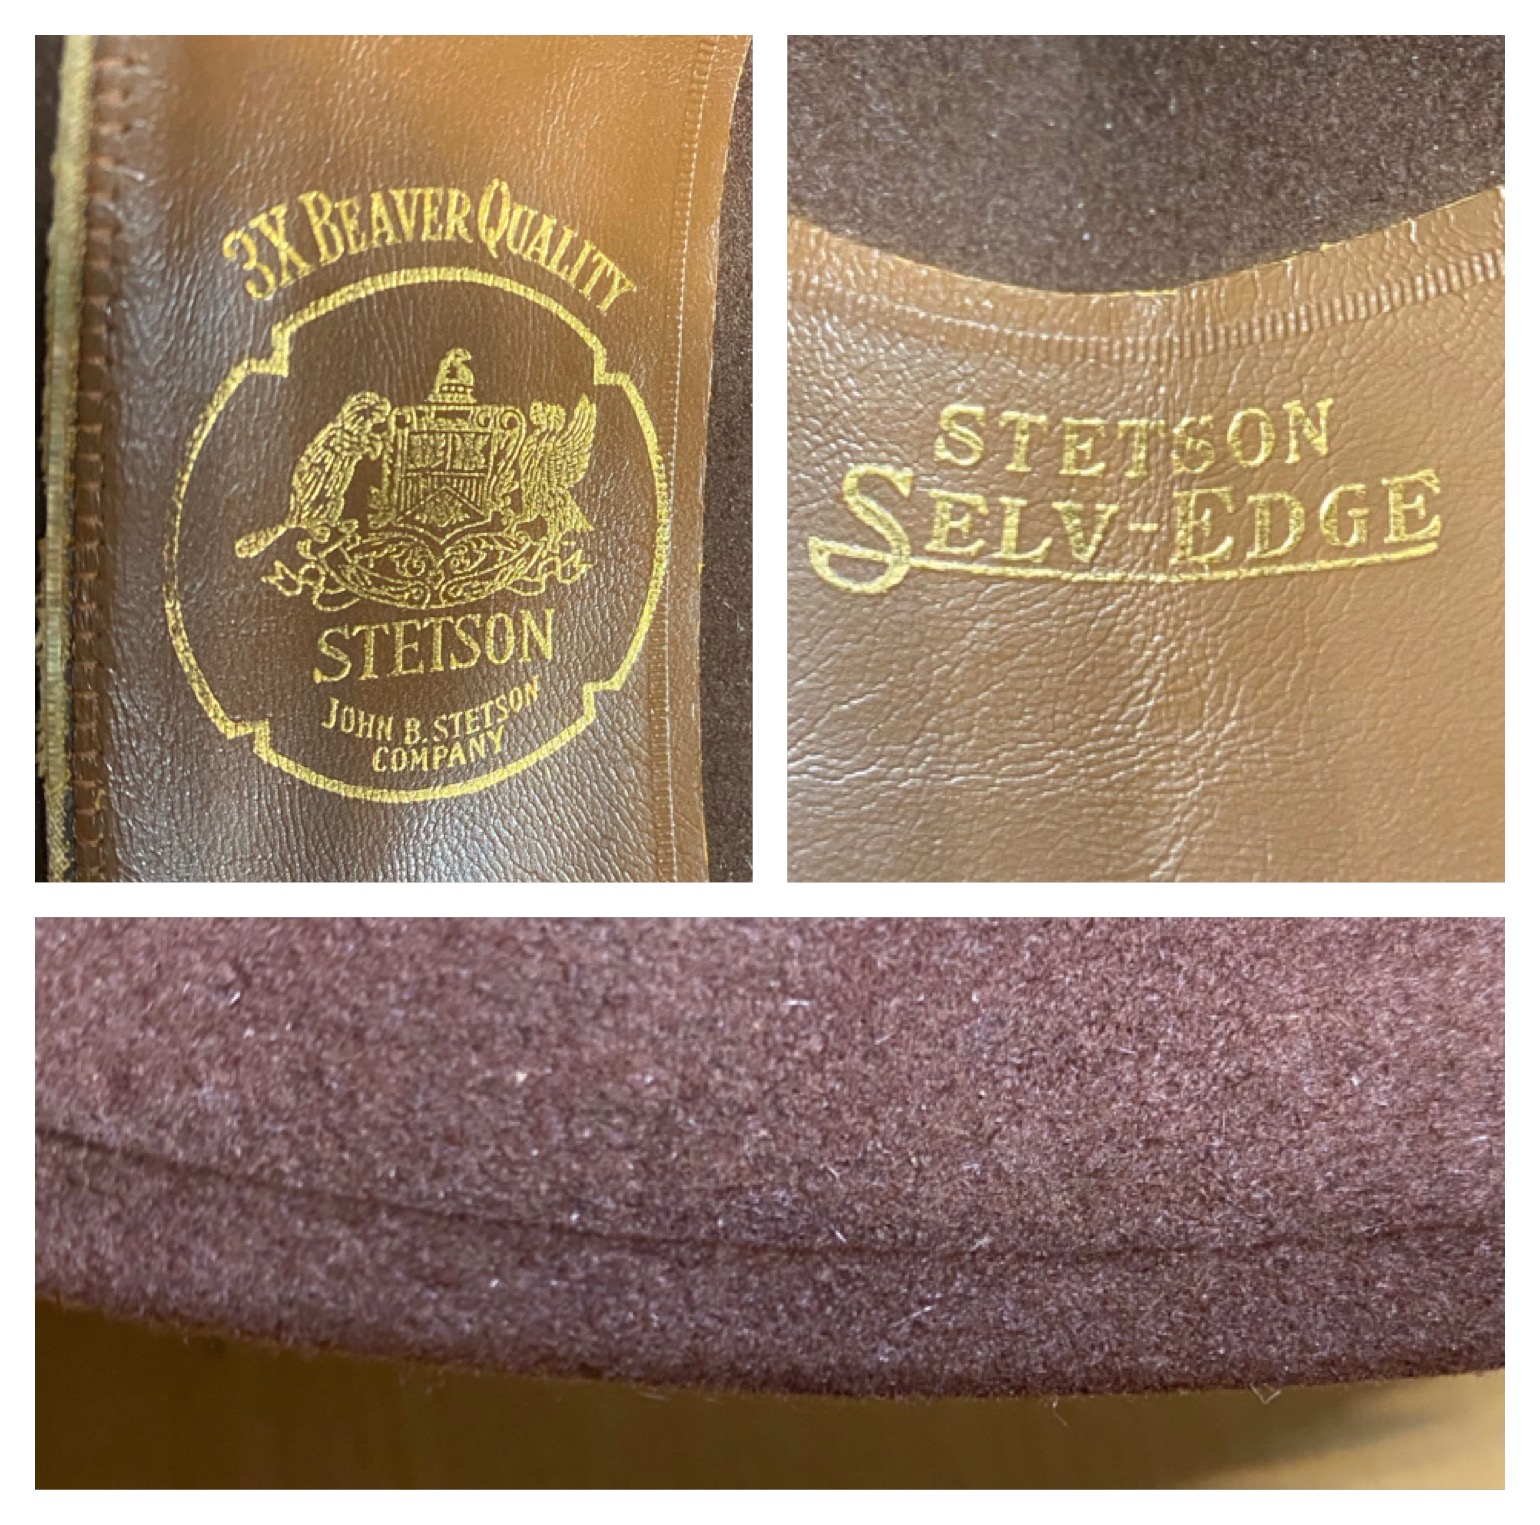 3X BEAVER QUALITY
STETSON
JOHN B. STETSON
COMPANY
STETSON
SELV-EDGE